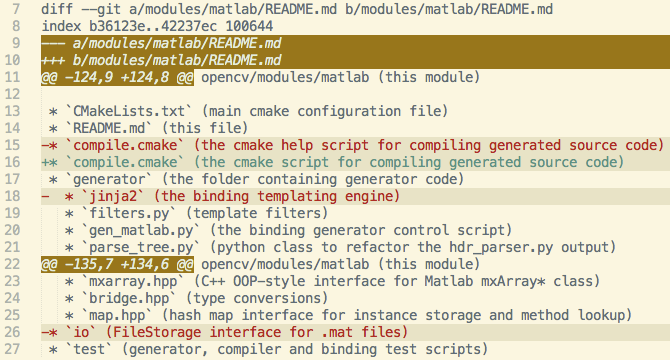 7 diff --git a/modules/matlab/README.md b/modules/matlab/README.md
8 index b36123e..42237ec 100644
9 --- a/modules/matlab/README.md
10 +++ b/modules/matlab/README.md
11 @@ -124,9 +124,8 @@ opencv/modules/matlab (this module)
12
13  * `CMakeLists.txt` (main cmake configuration file)
14  * `README.md` (this file)
15 -* `compile.cmake` (the cmake help script for compiling generated source code)
16 +* `compile.cmake` (the cmake script for compiling generated source code)
17  * `generator` (the folder containing generator code)
18 -  * `jinja2` (the binding templating engine)
19    * `filters.py` (template filters)
20    * `gen_matlab.py` (the binding generator control script)
21    * `parse_tree.py` (python class to refactor the hdr_parser.py output)
22 @@ -135,7 +134,6 @@ opencv/modules/matlab (this module)
23    * `mxarray.hpp` (C++ OOP-style interface for Matlab mxArray* class)
24    * `bridge.hpp` (type conversions)
25    * `map.hpp` (hash map interface for instance storage and method lookup)
26 -* `io` (FileStorage interface for .mat files)
27  * `test` (generator, compiler and binding test scripts)